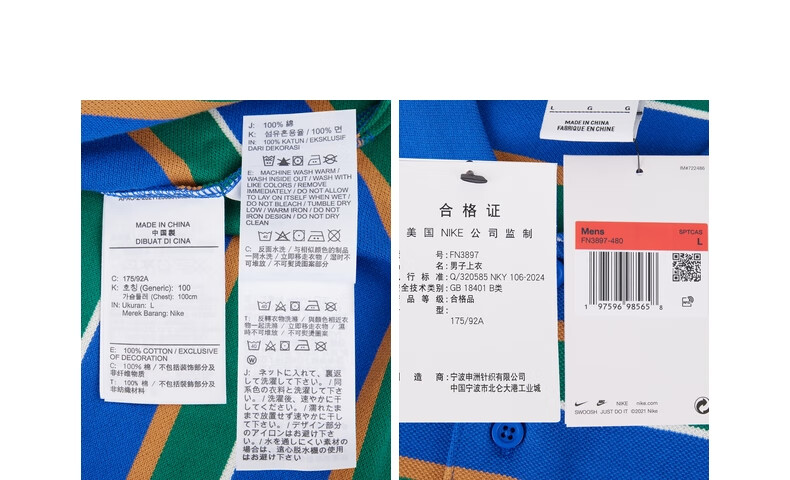 MADE IN CHINA
中国製
DIBUAT DI CINA
C: 175/92A
K: 호칭 (Generic): 100
가슴둘레 (Chest): 100cm
IN: Ukuran: L
Merek Barang: Nike
E: 100% COTTON / EXCLUSIVE
OF DECORATION
C: 100% 棉 / 不包括装饰部分及
非纤维物质
T: 100% 棉 / 不包括裝飾部分及
非紡織物質
J: 100% 綿
K: 섬유혼용율 / 100% 면
IN: 100% KATUN / EKSKLUSIF
DARI DEKORASI
E: MACHINE WASH WARM /
WASH INSIDE OUT / WASH WITH
LIKE COLORS / REMOVE
IMMEDIATELY / DO NOT ALLOW
TO LAY ON ITSELF WHEN WET /
DO NOT BLEACH / TUMBLE DRY
LOW / WARM IRON / DO NOT
IRON DESIGN / DO NOT DRY
CLEAN
C: 反面水洗 / 与相似颜色的制品
一同水洗 / 立即移走衣物 / 湿时不
可堆放 / 不可熨烫图案部分
T: 反轉衣物洗滌 / 與顏色相近衣
物一起洗滌 / 立即移走衣物 / 濕
時不可堆放 / 不可熨燙圖案
W
J: ネットに入れて、裏返
して洗濯して下さい。/ 同
系色の衣料と洗濯して下
さい / 洗濯後、速やかに干
してください。/ 濡れたま
まで放置せず速やかに干し
て下さい。/ デザイン部分
のアイロンはお避け下さ
い。/ 水を通しにくい素材の
場合は、遠心脱水機の使用
はお避け下さい
L G G
MADE IN CHINA
FABRIQUE EN CHINE
合格证
美国 NIKE 公司监制
号: FN3897
名: 男子上衣
行 标 准: Q/320585 NKY 106-2024
全技术类别: GB 18401 B类
品 等 级: 合格品
型:
175/92A
造 商: 宁波申洲针织有限公司
中国宁波市北仑大港工业城
RA#722486
Mens
FN3897-480
SPTCAS
L
1 97596 98565 8
NIKE nike.com
SWOOSH JUST DO IT ©2021 Nike